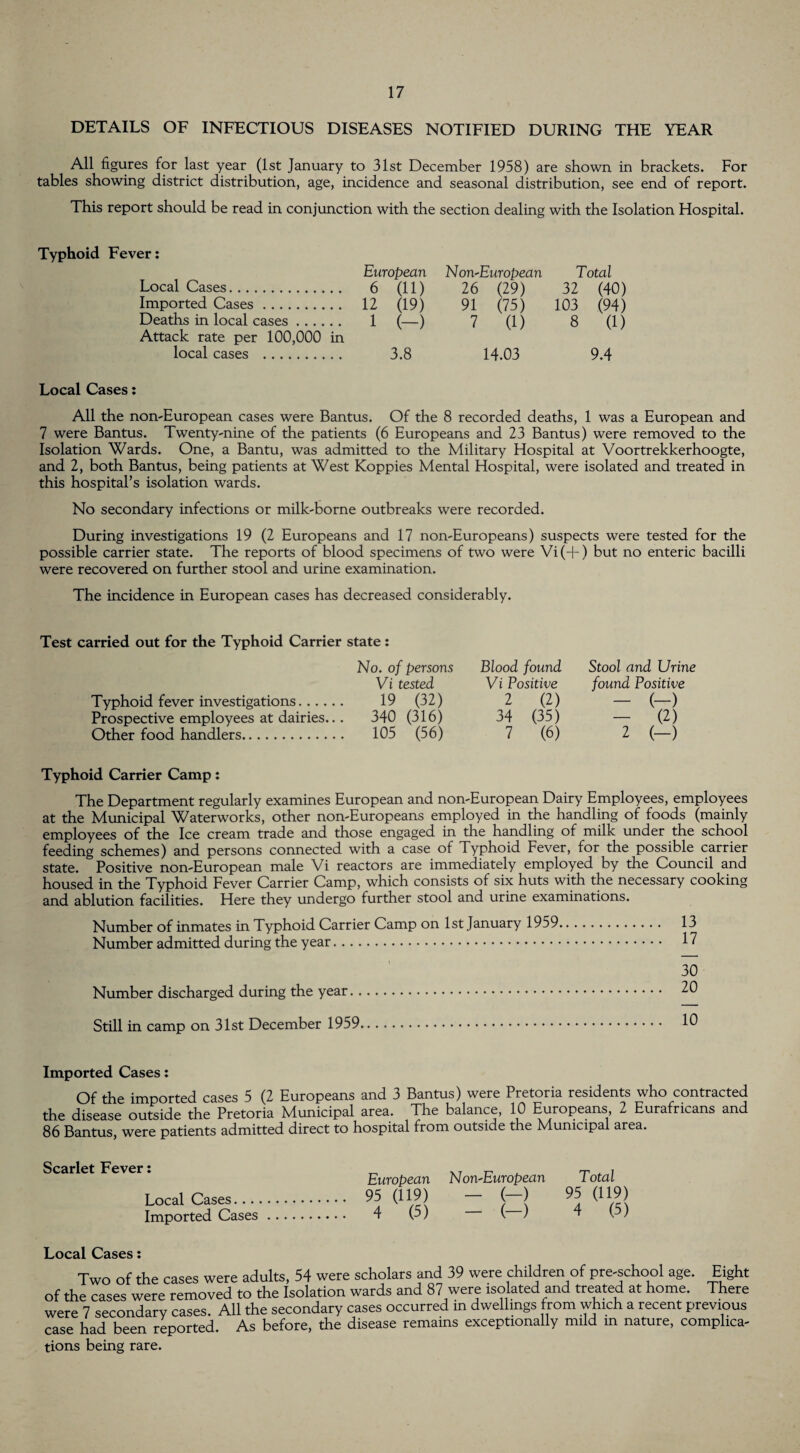 17
DETAILS OF INFECTIOUS DISEASES NOTIFIED DURING THE YEAR
All figures for last year (1st January to 31st December 1958) are shown in brackets. For
tables showing district distribution, age, incidence and seasonal distribution, see end of report.
This report should be read in conjunction with the section dealing with the Isolation Hospital.
Typhoid Fever:
European Non-European Total
Local Cases............... 6 (11) 26 (29) 32 (40)
Imported Cases .......... 12 (19) 91 (75) 103 (94)
Deaths in local cases...... 1 (—) 7 (1) 8 (1)
Attack rate per 100,000 in
local cases .......... 3.8 14.03 9.4
Local Cases:
All the non-European cases were Bantus. Of the 8 recorded deaths, 1 was a European and
7 were Bantus. Twenty-nine of the patients (6 Europeans and 23 Bantus) were removed to the
Isolation Wards. One, a Bantu, was admitted to the Military Hospital at Voortrekkerhoogte,
and 2, both Bantus, being patients at West Koppies Mental Hospital, were isolated and treated in
this hospital's isolation wards.
No secondary infections or milk-borne outbreaks were recorded.
During investigations 19 (2 Europeans and 17 non-Europeans) suspects were tested for the
possible carrier state. The reports of blood specimens of two were Vi(+) but no enteric bacilli
were recovered on further stool and urine examination.
The incidence in European cases has decreased considerably.
Test carried out for the Typhoid Carrier state:
No. of persons Blood found Stool and Urine
Vi tested Vi Positive found Positive
Typhoid fever investigations...... 19 (32) 2 (2) — (—)
Prospective employees at dairies... 340 (316) 34 (35) — (2)
Other food handlers............. 105 (56) 7 (6) 2 (—)
Typhoid Carrier Camp:
The Department regularly examines European and non-European Dairy Employees, employees
at the Municipal Waterworks, other non-Europeans employed in the handling of foods (mainly
employees of the Ice cream trade and those engaged in the handling of milk under the school
feeding schemes) and persons connected with a case of Typhoid Fever, for the possible carrier
state. Positive non-European male Vi reactors are immediately employed by the Council and
housed in the Typhoid Fever Carrier Camp, which consists of six huts with the necessary cooking
and ablution facilities. Here they undergo further stool and urine examinations.
Number of inmates in Typhoid Carrier Camp on 1st January 1959............. 13
Number admitted during the year............. 17
30
Number discharged during the year............. 20
Still in camp on 31st December 1959............. 10
Imported Cases:
Of the imported cases 5 (2 Europeans and 3 Bantus) were Pretoria residents who contracted
the disease outside the Pretoria Municipal area. The balance, 10 Europeans, 2 Eurafricans and
86 Bantus, were patients admitted direct to hospital from outside the Municipal area.
Scarlet Fever:
European Non-European Total
Local Cases.............. 95 (119) — (—) 95 (119)
Imported Cases .......... 4 (5) — (—) 4 (5)
Local Cases:
Two of the cases were adults, 54 were scholars and 39 were children of pre-school age. Eight
of the cases were removed to the Isolation wards and 87 were isolated and treated at home. There
were 7 secondary cases. All the secondary cases occurred in dwellings from which a recent previous
case had been reported. As before, the disease remains exceptionally mild in nature, complica-
tions being rare.